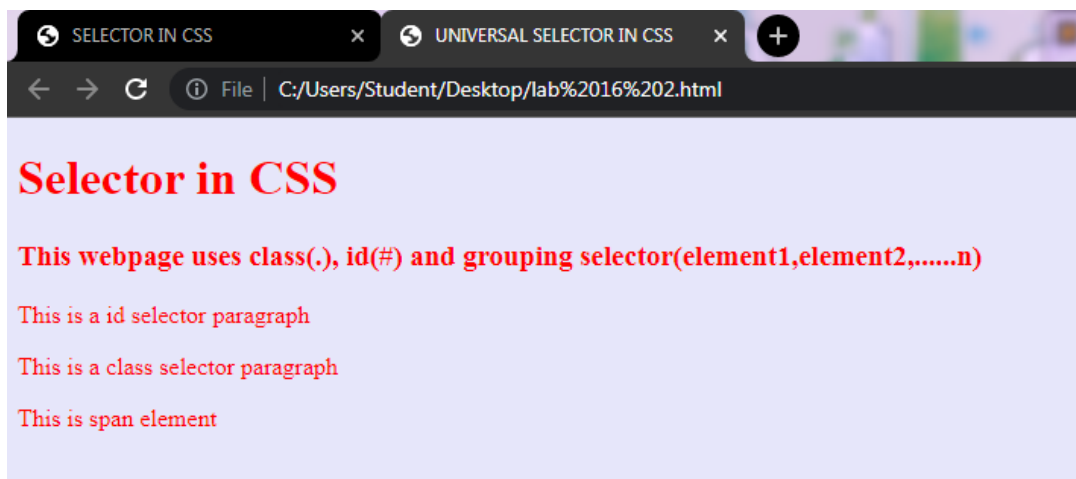 SELECTOR IN CSS
UNIVERSAL SELECTOR IN CSS
File | C:/Users/Student/Desktop/lab%2016%202.html
Selector in CSS
This webpage uses class(.), id(#) and grouping selector(element1,element2,......n)
This is a id selector paragraph
This is a class selector paragraph
This is span element